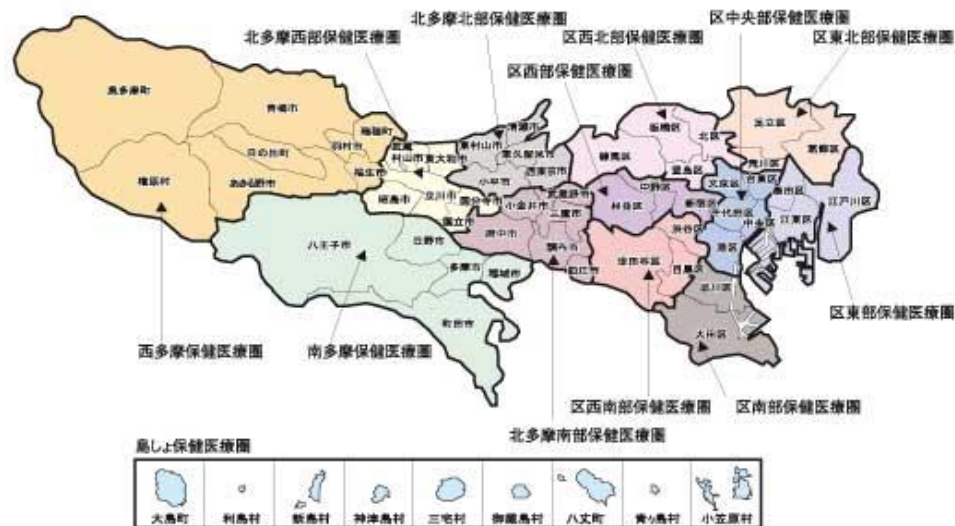 北多摩北部保健医療圏
区中央部保健医療圏
北多摩西部保健医療圏
区西北部保健医療圏
区東北部保健医療圏
区西部保健医療圏
奥多摩町
青梅市
瑞穂町
日の出町
羽村市
檜原村
あきる野市
福生市
武蔵
村山市
東大和市
昭島市
立川市
国分寺市
国立市
清瀬市
東村山市
東久留米市
小平市
西東京市
武蔵野市
小金井市
三鷹市
府中市
調布市
狛江市
八王子市
日野市
多摩市
稲城市
町田市
板橋区
北区
練馬区
豊島区
中野区
杉並区
新宿区
足立区
葛飾区
荒川区
文京区
台東区
墨田区
江戸川区
千代田区
中央区
江東区
港区
渋谷区
世田谷区
目黒区
品川区
大田区
区東部保健医療圏
西多摩保健医療圏
南多摩保健医療圏
区西南部保健医療圏
区南部保健医療圏
北多摩南部保健医療圏
島しょ保健医療圏
大島町
利島村
新島村
神津島村
三宅村
御蔵島村
八丈町
青ヶ島村
小笠原村